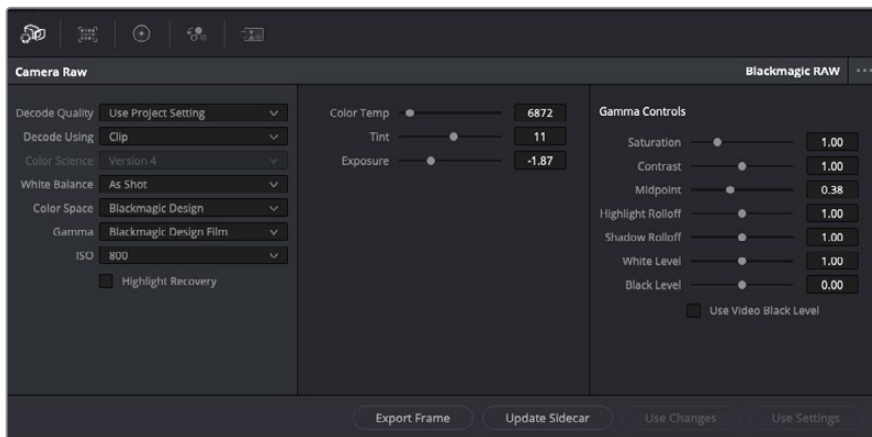 Camera Raw
Blackmagic RAW
Decode Quality Use Project Setting
Decode Using Clip
Color Science Version 4
White Balance As Shot
Color Space Blackmagic Design
Gamma Blackmagic Design Film
ISO 800
Highlight Recovery
Color Temp 6872
Tint 11
Exposure -1.87
Gamma Controls
Saturation 1.00
Contrast 1.00
Midpoint 0.38
Highlight Rolloff 1.00
Shadow Rolloff 1.00
White Level 1.00
Black Level 0.00
Use Video Black Level
Export Frame
Update Sidecar
Use Changes
Use Settings